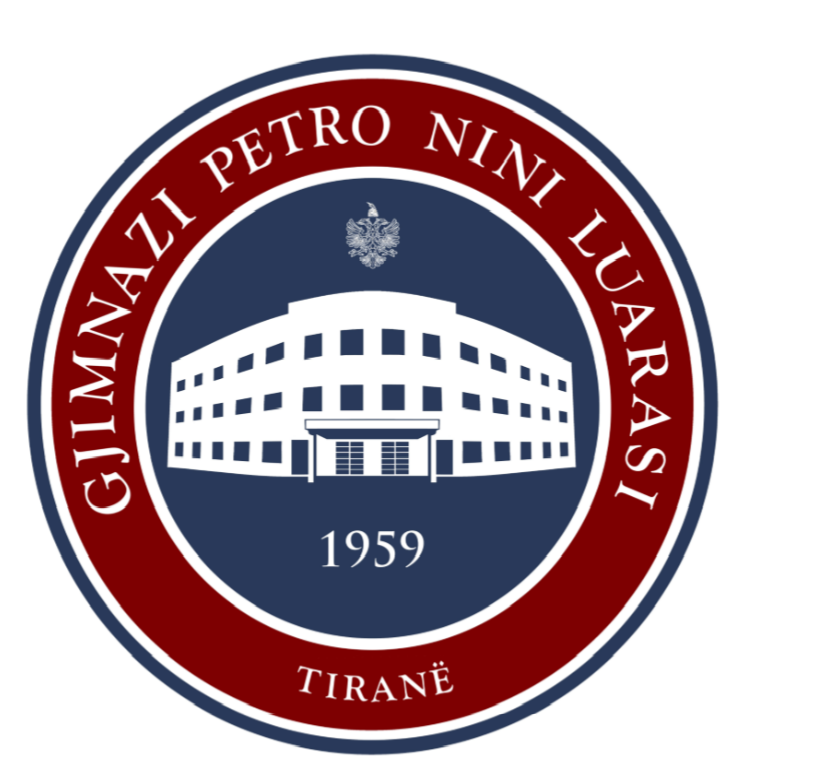 GJIMNAZI PETRO NINI LUARASI
1959
TIRANË